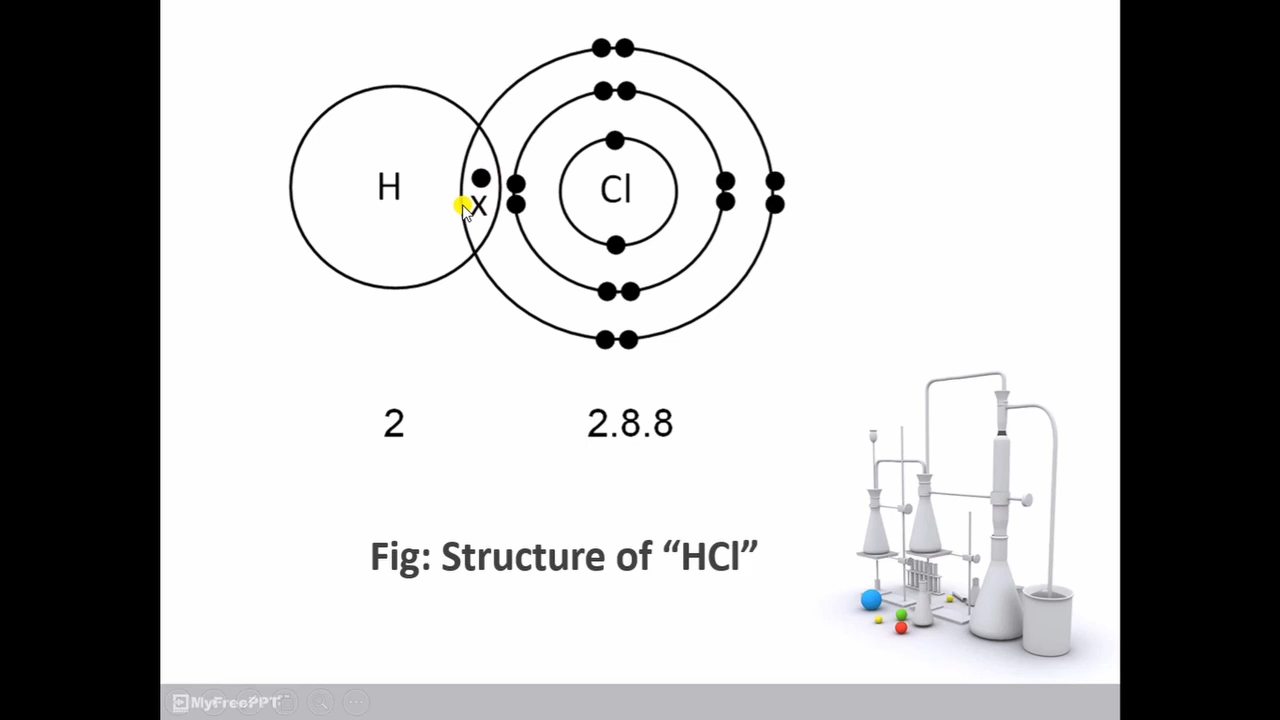 H
Cl
X
2
2.8.8
Fig: Structure of “HCl”
MyFreePPT